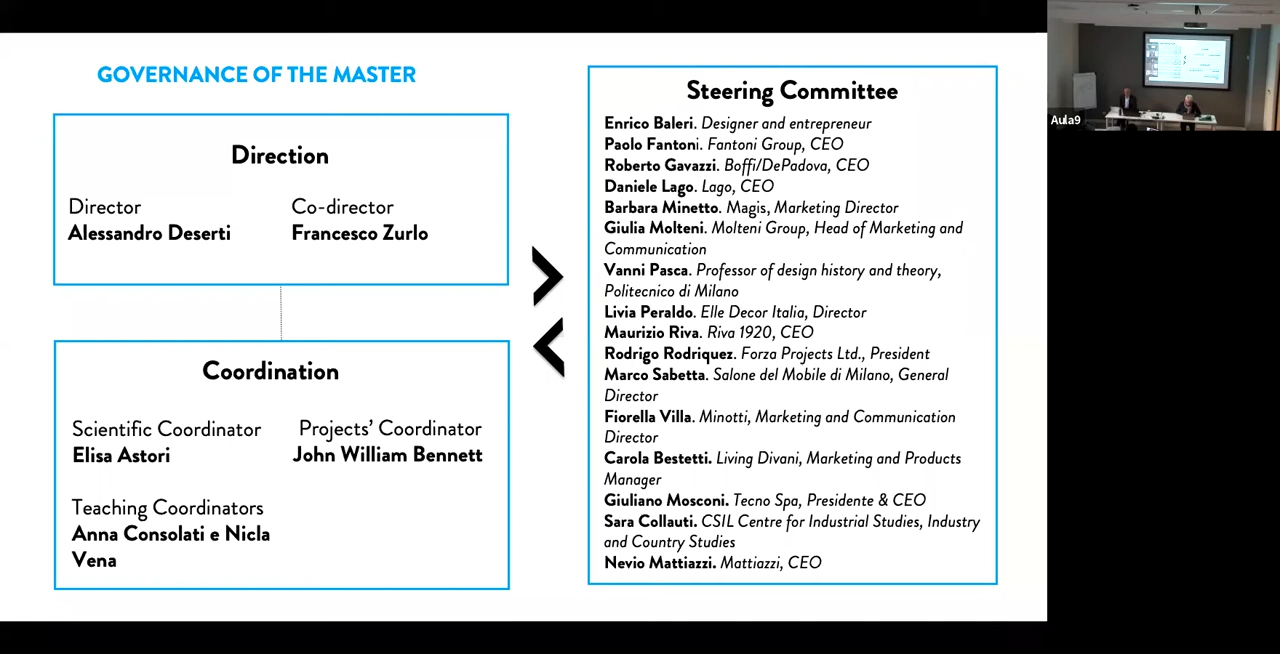 GOVERNANCE OF THE MASTER
Direction
Director
Alessandro Deserti
Co-director
Francesco Zurlo
Coordination
Scientific Coordinator
Elisa Astori
Projects' Coordinator
John William Bennett
Teaching Coordinators
Anna Consolati e Nicla
Vena
Steering Committee
Enrico Baleri. Designer and entrepreneur
Paolo Fantoni. Fantoni Group, CEO
Roberto Gavazzi. Boffi/DePadova, CEO
Daniele Lago. Lago, CEO
Barbara Minetto. Magis, Marketing Director
Giulia Molteni. Molteni Group, Head of Marketing and
Communication
Vanni Pasca. Professor of design history and theory,
Politecnico di Milano
Livia Peraldo. Elle Decor Italia, Director
Maurizio Riva. Riva 1920, CEO
Rodrigo Rodriquez. Forza Projects Ltd., President
Marco Sabetta. Salone del Mobile di Milano, General
Director
Fiorella Villa. Minotti, Marketing and Communication
Director
Carola Bestetti. Living Divani, Marketing and Products
Manager
Giuliano Mosconi. Tecno Spa, Presidente & CEO
Sara Collauti. CSIL Centre for Industrial Studies, Industry
and Country Studies
Nevio Mattiazzi. Mattiazzi, CEO
Aula9